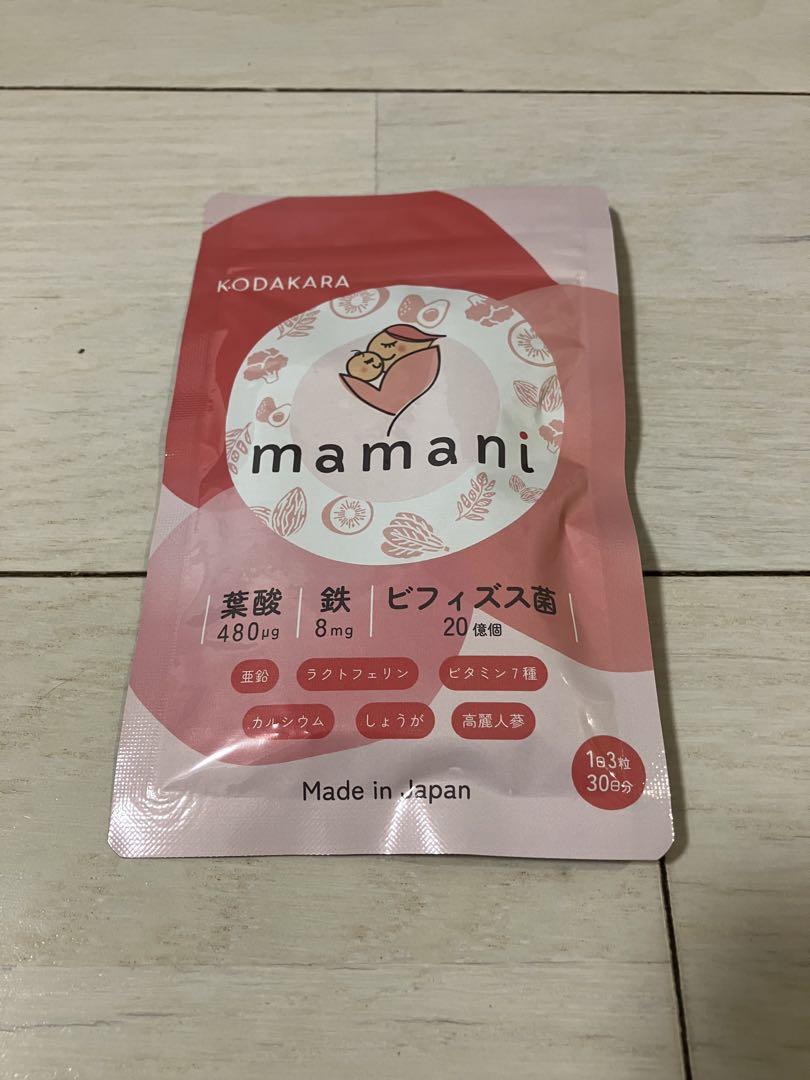 KODAKARA
mamani
葉酸 鉄 ビフィズス菌
480μg 8mg 20億個
亜鉛 ラクトフェリン ビタミン7種
カルシウム しょうが 高麗人蔘
1日3粒
30日分
Made in Japan